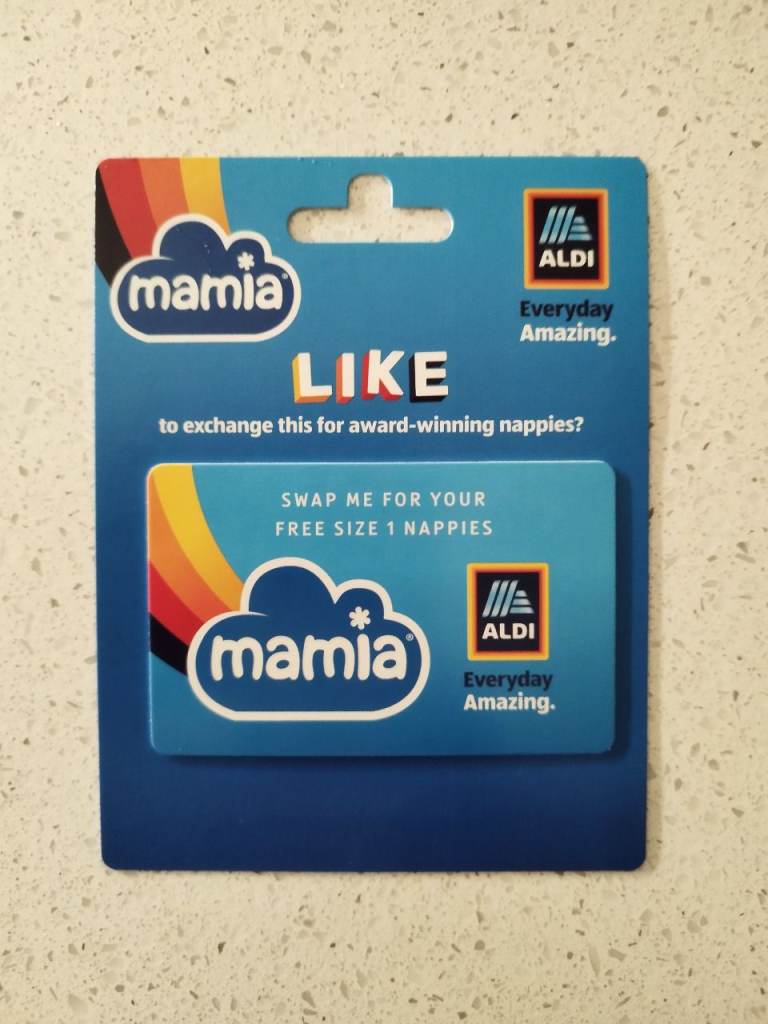 mamia
ALDI
Everyday
Amazing.
LIKE
to exchange this for award-winning nappies?
SWAP ME FOR YOUR
FREE SIZE 1 NAPPIES
mamia®
ALDI
Everyday
Amazing.